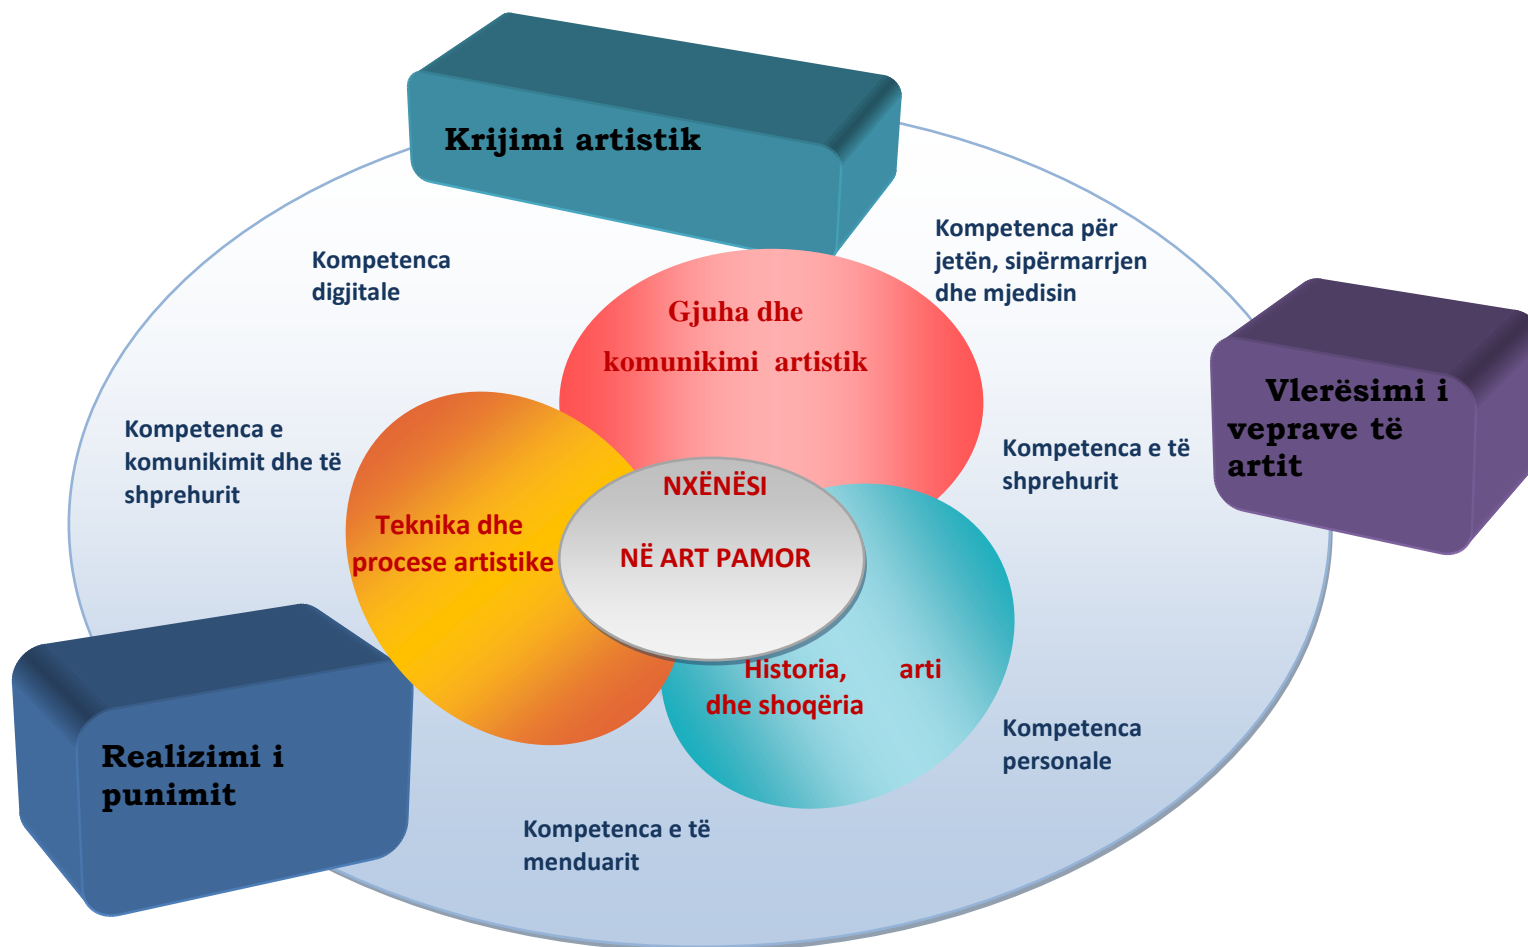 Krijimi artistik
Kompetenca për
jetën, sipërmarrjen
dhe mjedisin
Kompetenca
digjitale
Gjuha dhe
komunikimi artistik
Vlerësimi i
veprave të
artit
Kompetenca e
komunikimit dhe të
shprehurit
Kompetenca e të
shprehurit
NXËNËSI
NË ART PAMOR
Teknika dhe
procese artistike
Historia, arti
dhe shoqëria
Realizimi i
punimit
Kompetenca
personale
Kompetenca e të
menduarit